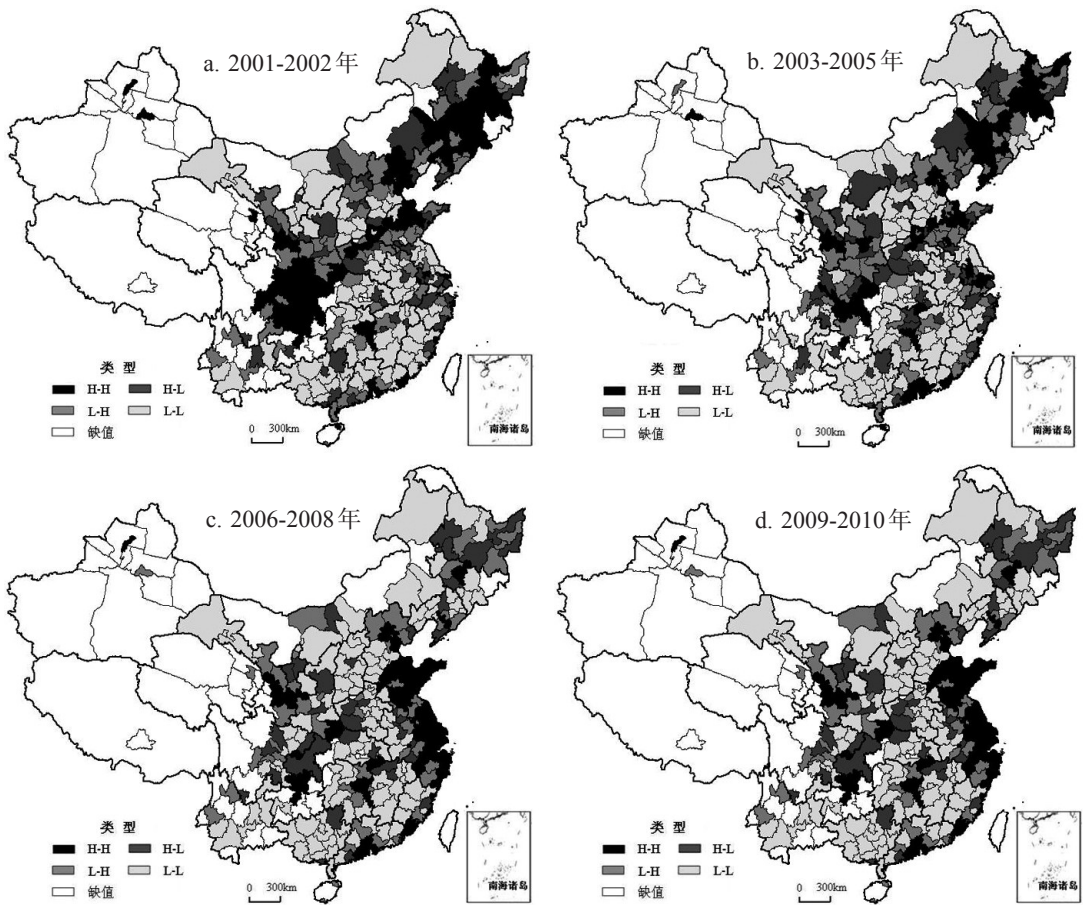 a. 2001-2002年
类 型
H-H H-L
L-H L-L
缺值
0 300km
南海诸岛
b. 2003-2005年
类 型
H-H H-L
L-H L-L
缺值
0 300km
南海诸岛
c. 2006-2008年
类 型
H-H H-L
L-H L-L
缺值
0 300km
南海诸岛
d. 2009-2010年
类 型
H-H H-L
L-H L-L
缺值
0 300km
南海诸岛